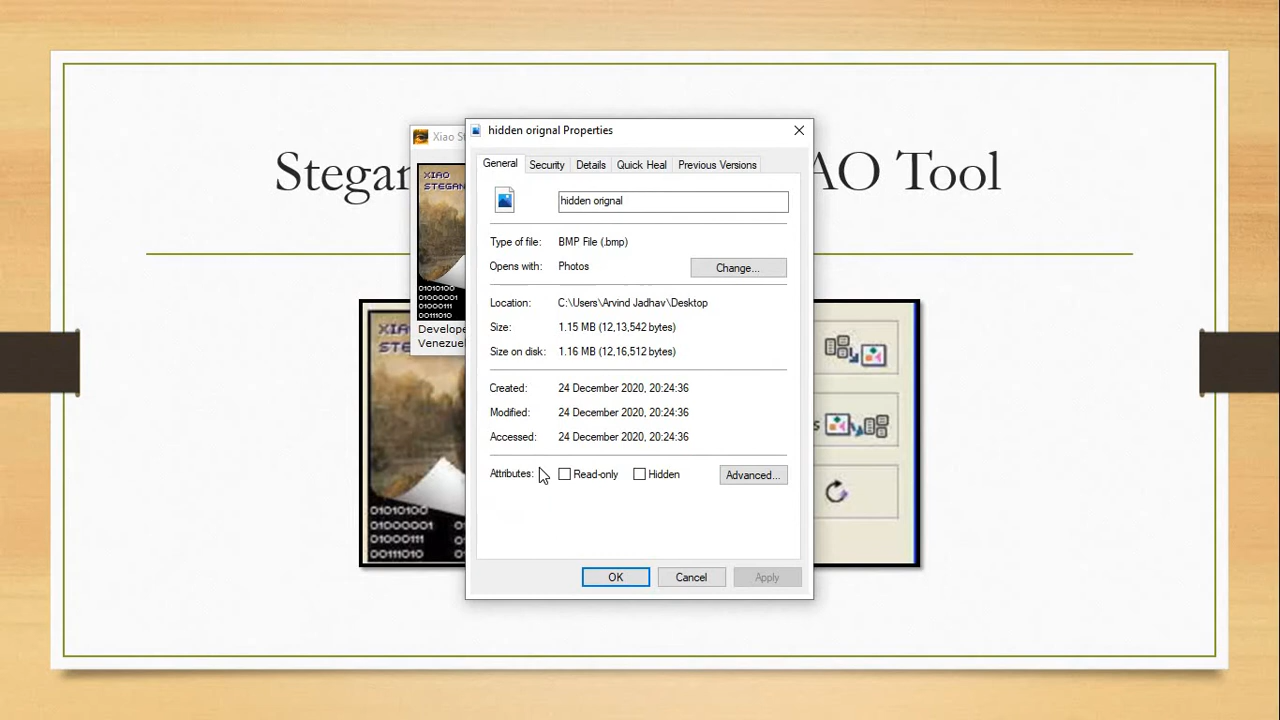 hidden orignal Properties
Xiao S
General Security Details Quick Heal Previous Versions
Stegan
AO Tool
XIAO
STEGAN
hidden orignal
Type of file: BMP File (.bmp)
Opens with: Photos
Change...
Location: C:\Users\Arvind Jadhav\Desktop
Size: 1.15 MB (12,13,542 bytes)
Size on disk: 1.16 MB (12,16,512 bytes)
01010100
01000001
01000111
00111010
Develope
Venezuel
XIA
STE
Created: 24 December 2020, 20:24:36
Modified: 24 December 2020, 20:24:36
Accessed: 24 December 2020, 20:24:36
s
Attributes: Read-only Hidden
Advanced...
01010100
01000001
01000111
00111010
OK Cancel Apply